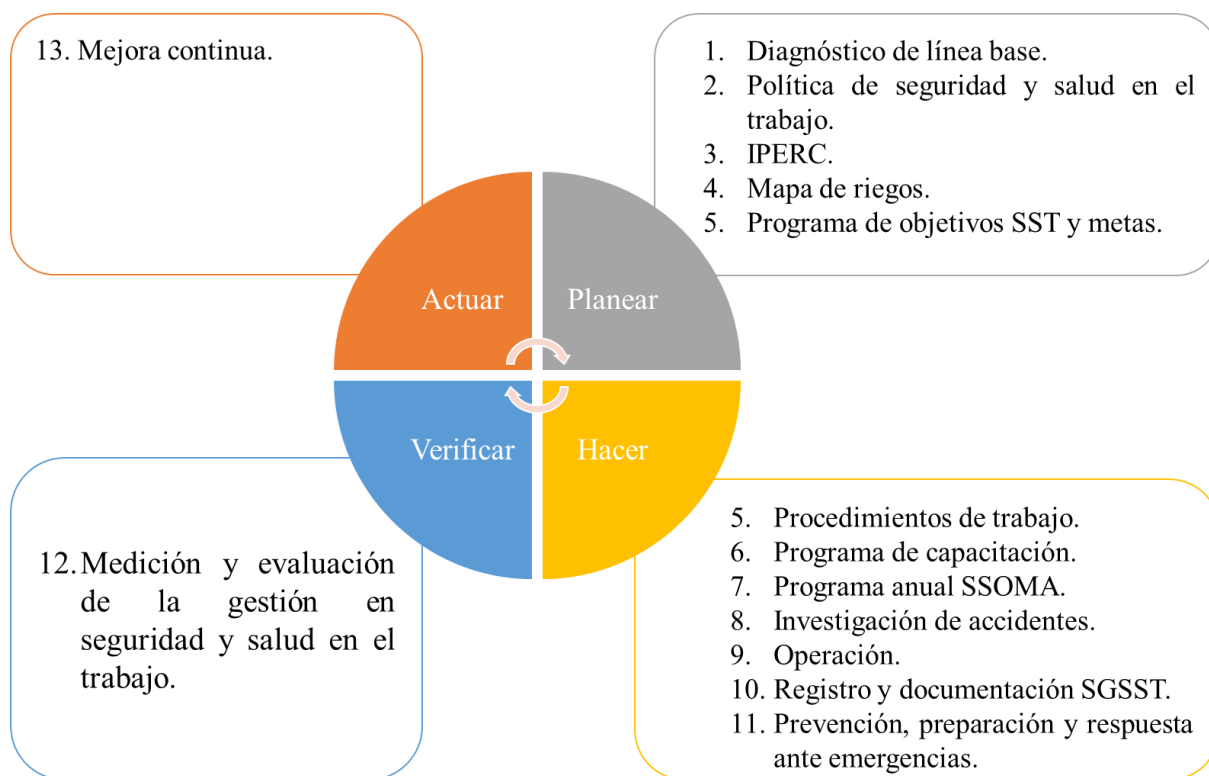 13. Mejora continua.
1. Diagnóstico de línea base.
2. Política de seguridad y salud en el
trabajo.
3. IPERC.
4. Mapa de riegos.
5. Programa de objetivos SST y metas.
Actuar
Planear
Verificar
Hacer
12. Medición y evaluación
de la gestión en
seguridad y salud en el
trabajo.
5. Procedimientos de trabajo.
6. Programa de capacitación.
7. Programa anual SSOMA.
8. Investigación de accidentes.
9. Operación.
10. Registro y documentación SGSST.
11. Prevención, preparación y respuesta
ante emergencias.